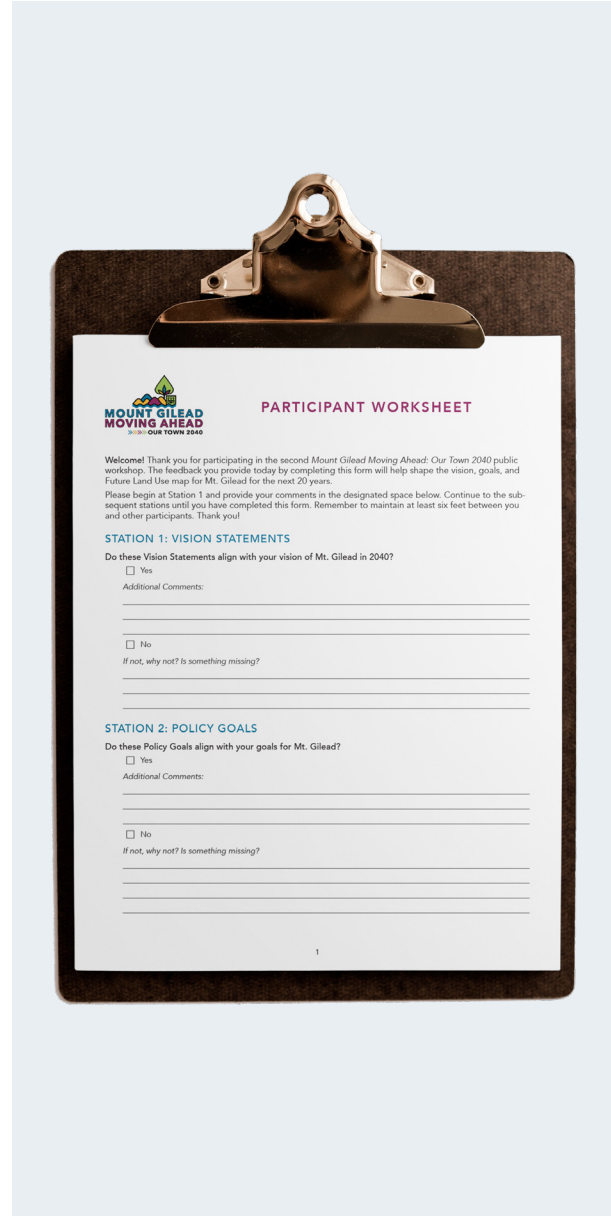 MOUNT GILEAD
MOVING AHEAD
OUR TOWN 2040
PARTICIPANT WORKSHEET
Welcome! Thank you for participating in the second Mount Gilead Moving Ahead: Our Town 2040 public
workshop. The feedback you provide today by completing this form will help shape the vision, goals, and
Future Land Use map for Mt. Gilead for the next 20 years.
Please begin at Station 1 and provide your comments in the designated space below. Continue to the sub-
sequent stations until you have completed this form. Remember to maintain at least six feet between you
and other participants. Thank you!
STATION 1: VISION STATEMENTS
Do these Vision Statements align with your vision of Mt. Gilead in 2040?
Yes
Additional Comments:
No
If not, why not? Is something missing?
STATION 2: POLICY GOALS
Do these Policy Goals align with your goals for Mt. Gilead?
Yes
Additional Comments:
No
If not, why not? Is something missing?
1